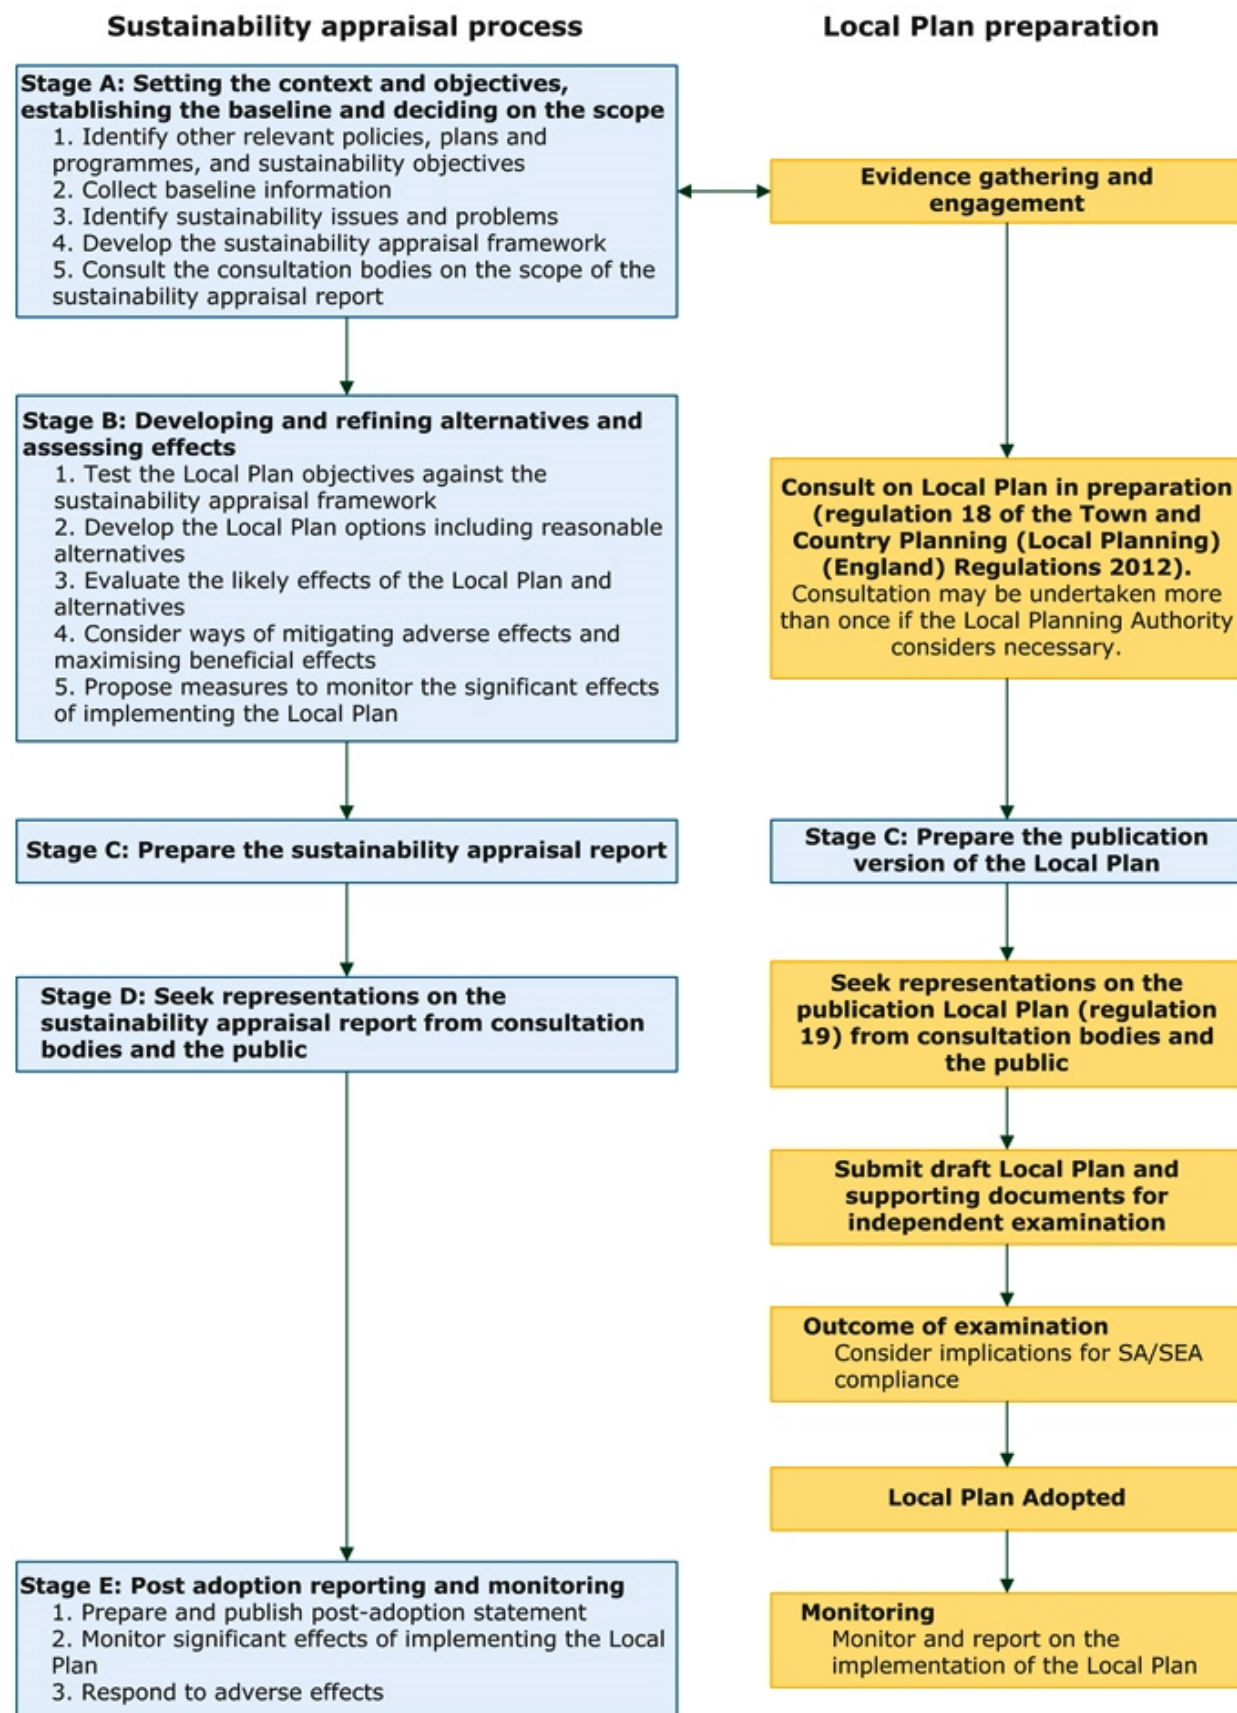 Sustainability appraisal process
Local Plan preparation
Stage A: Setting the context and objectives,
establishing the baseline and deciding on the scope
1. Identify other relevant policies, plans and
programmes, and sustainability objectives
2. Collect baseline information
3. Identify sustainability issues and problems
4. Develop the sustainability appraisal framework
5. Consult the consultation bodies on the scope of the
sustainability appraisal report
Evidence gathering and
engagement
Stage B: Developing and refining alternatives and
assessing effects
1. Test the Local Plan objectives against the
sustainability appraisal framework
2. Develop the Local Plan options including reasonable
alternatives
3. Evaluate the likely effects of the Local Plan and
alternatives
4. Consider ways of mitigating adverse effects and
maximising beneficial effects
5. Propose measures to monitor the significant effects
of implementing the Local Plan
Consult on Local Plan in preparation
(regulation 18 of the Town and
Country Planning (Local Planning)
(England) Regulations 2012).
Consultation may be undertaken more
than once if the Local Planning Authority
considers necessary.
Stage C: Prepare the sustainability appraisal report
Stage C: Prepare the publication
version of the Local Plan
Stage D: Seek representations on the
sustainability appraisal report from consultation
bodies and the public
Seek representations on the
publication Local Plan (regulation
19) from consultation bodies and
the public
Submit draft Local Plan and
supporting documents for
independent examination
Outcome of examination
Consider implications for SA/SEA
compliance
Local Plan Adopted
Stage E: Post adoption reporting and monitoring
1. Prepare and publish post-adoption statement
2. Monitor significant effects of implementing the Local
Plan
3. Respond to adverse effects
Monitoring
Monitor and report on the
implementation of the Local Plan